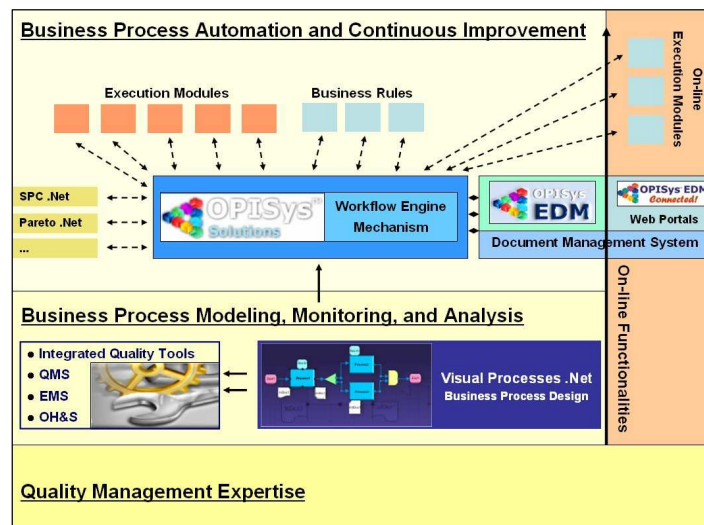 Business Process Automation and Continuous Improvement
Execution Modules
Business Rules
On-line
Execution Modules
SPC .Net
Pareto .Net
...
OPISys
Solutions
Workflow Engine
Mechanism
OPISys
EDM
OPISys EDM
Connected!
Web Portals
Document Management System
Business Process Modeling, Monitoring, and Analysis
On-line Functionalities
● Integrated Quality Tools
● QMS
● EMS
● OH&S
Visual Processes .Net
Business Process Design
Quality Management Expertise